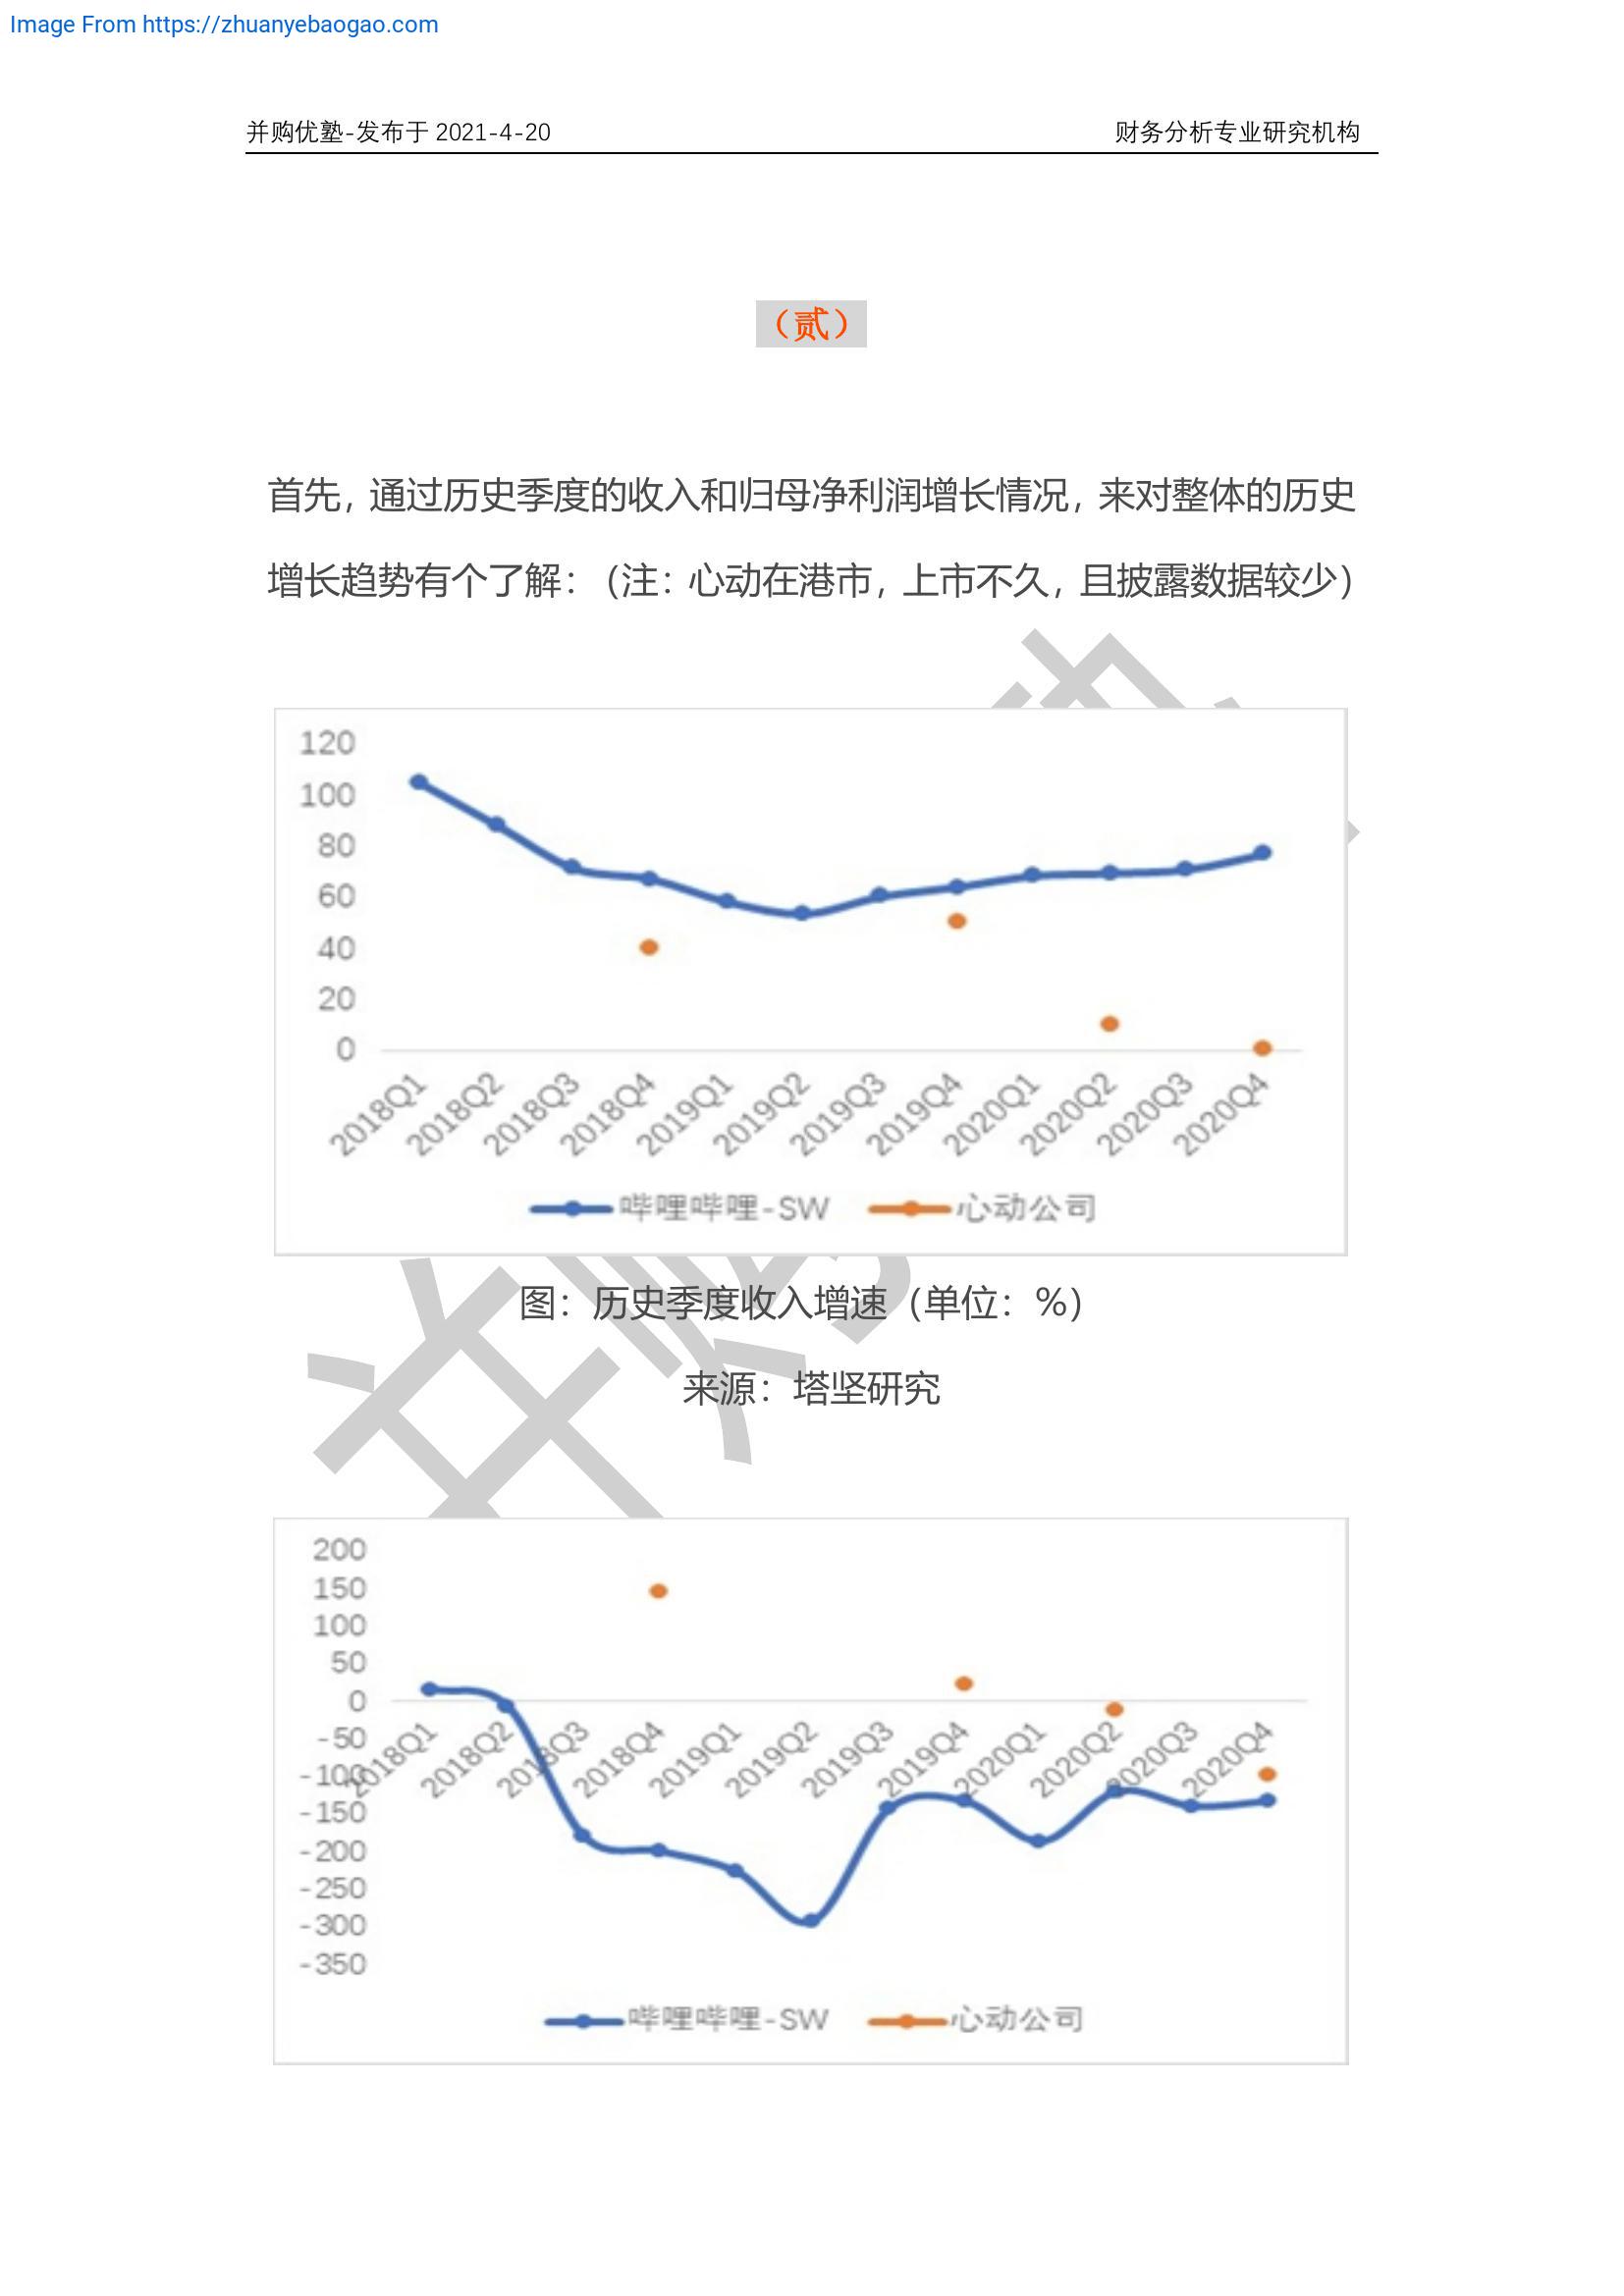 Image From https://zhuanyebaogao.com
并购优塾-发布于 2021-4-20 财务分析专业研究机构
（贰）
首先，通过历史季度的收入和归母净利润增长情况，来对整体的历史
增长趋势有个了解：（注：心动在港市，上市不久，且披露数据较少）
120
100
80
60
40
20
0
2018Q1 2018Q2 2018Q3 2018Q4 2019Q1 2019Q2 2019Q3 2019Q4 2020Q1 2020Q2 2020Q3 2020Q4
哔哩哔哩-SW 心动公司
图：历史季度收入增速（单位：%）
来源：塔坚研究
200
150
100
50
0
-50
-100
-150
-200
-250
-300
-350
2018Q1 2018Q2 2018Q3 2018Q4 2019Q1 2019Q2 2019Q3 2019Q4 2020Q1 2020Q2 2020Q3 2020Q4
哔哩哔哩-SW 心动公司